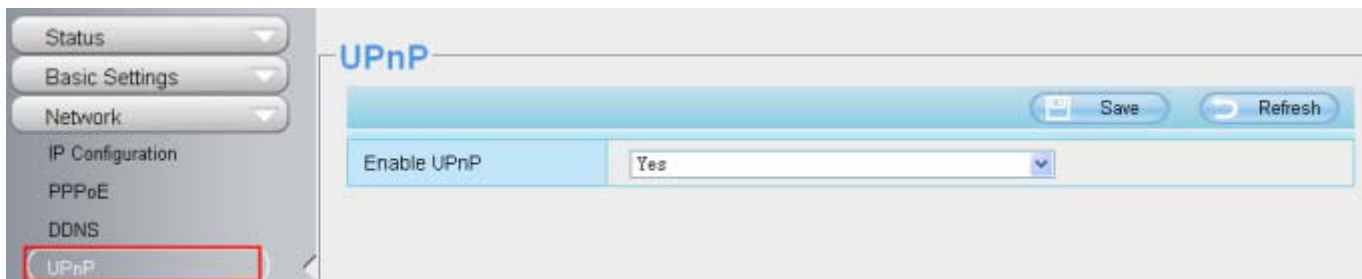 Status
Basic Settings
Network
IP Configuration
PPPoE
DDNS
UPnP
UPnP
Save
Refresh
Enable UPnP
Yes